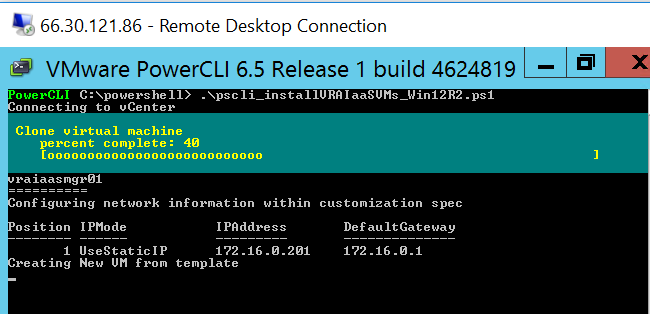 66.30.121.86 - Remote Desktop Connection
VMware PowerCLI 6.5 Release 1 build 4624819
PowerCLI C:\powershell> .\pscli_installVRAIaaSVMs_Win12R2.ps1
Connecting to vCenter
Clone virtual machine
percent complete: 40
[ooooooooooooooooooooooooooo ]
vraiaasmgr01
==========
Configuring network information within customization spec
Position IPMode IPAddress DefaultGateway
-------- ------ --------- --------------
1 UseStaticIP 172.16.0.201 172.16.0.1
Creating New VM from template